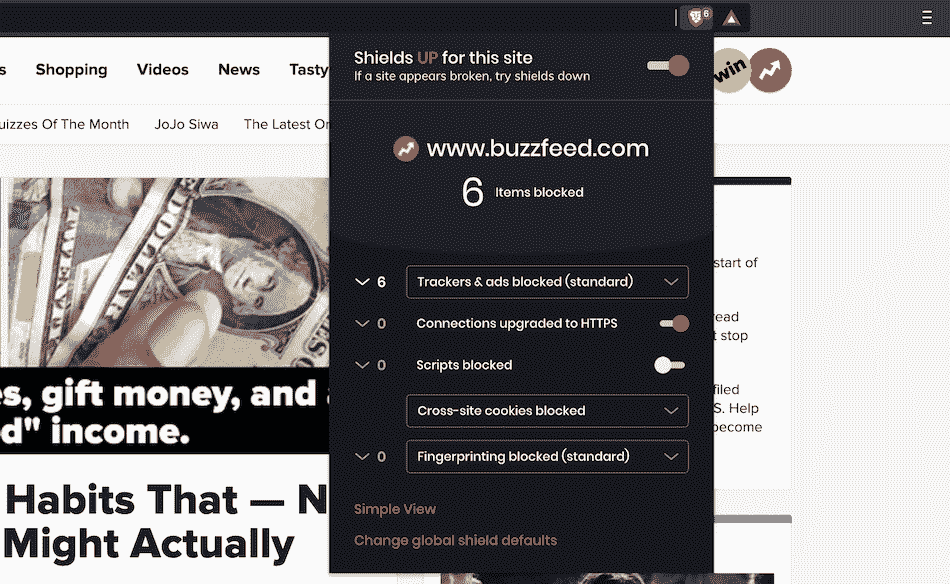 6
s Shopping Videos News Tasty
win
uizzes Of The Month JoJo Siwa The Latest On
Shields UP for this site
If a site appears broken, try shields down
www.buzzfeed.com
6 Items blocked
6 Trackers & ads blocked (standard)
0 Connections upgraded to HTTPS
0 Scripts blocked
Cross-site cookies blocked
0 Fingerprinting blocked (standard)
Simple View
Change global shield defaults
es, gift money, and a
d" income.
Habits That — N
Might Actually
start of
ead
t stop
filed
S. Help
become